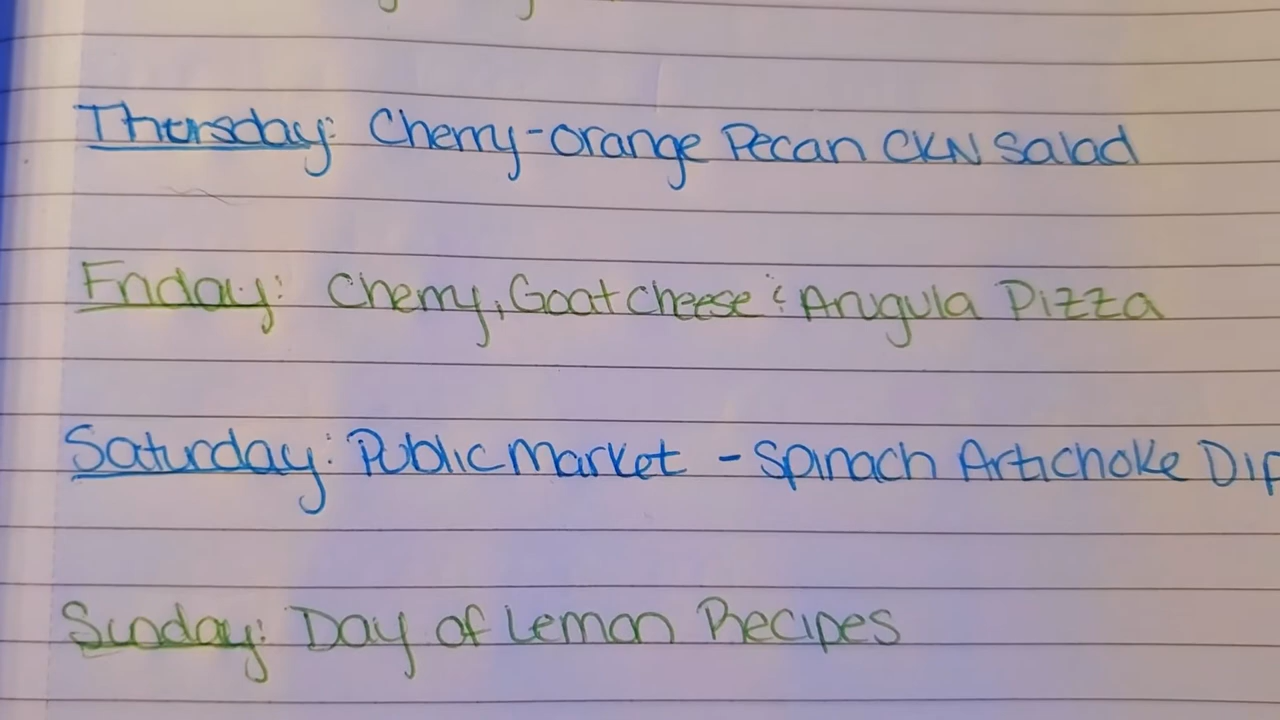 Thursday: Cherry-orange Pecan CKN Salad
Friday: Cherry, Goat cheese & Arugula Pizza
Saturday: Public Market - Spinach Artichoke Dip
Sunday: Day of Lemon Recipes